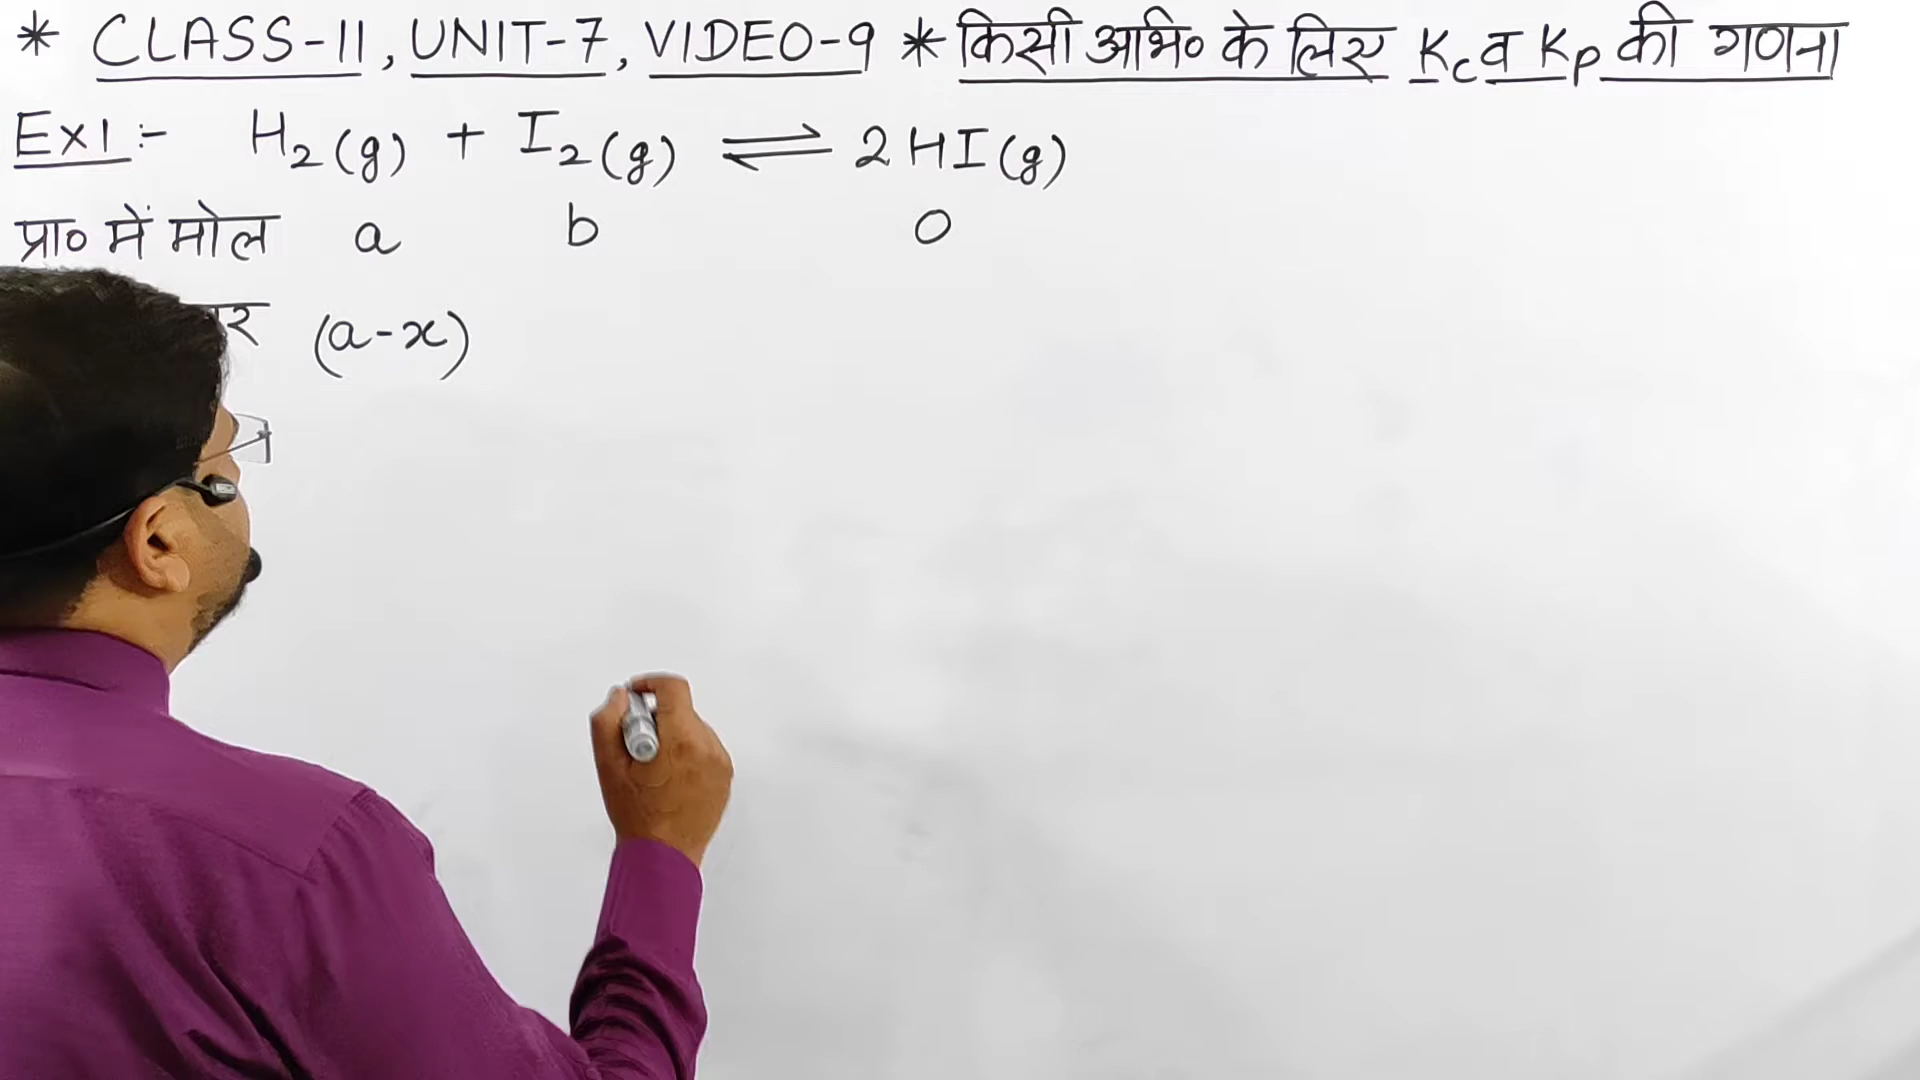 * CLASS-11, UNIT-7, VIDEO-9 * किसी अभि० के लिए Kc व Kp की गणना
Ex1:- H₂(g) + I₂(g) ⇌ 2HI(g)
प्रा० में मोल a b 0
(a-x)